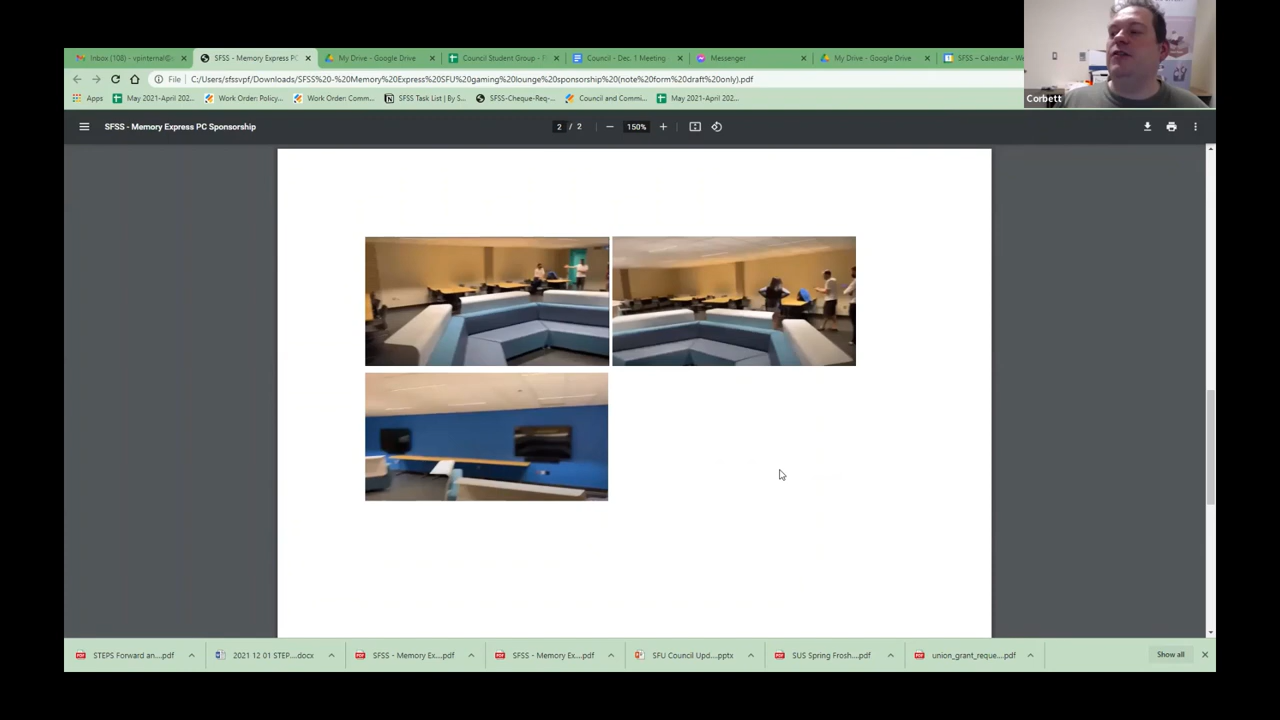 Inbox (108) - vpinternal@s
SFSS - Memory Express PC
My Drive - Google Drive
Council Student Group - F
Council - Dec. 1 Meeting
Messenger
My Drive - Google Drive
SFSS – Calendar - We
File
C:/Users/sfssvpf/Downloads/SFSS%20-%20Memory%20Express%20SFU%20gaming%20lounge%20sponsorship(note%20form%20draft%20only).pdf
Apps
May 2021-April 202...
Work Order: Policy...
Work Order: Comm...
SFSS Task List | By S...
SFSS-Cheque-Req-...
Council and Commi...
May 2021-April 202...
Corbett
SFSS - Memory Express PC Sponsorship
2 / 2
150%
STEPS Forward an....pdf
2021 12 01 STEP....docx
SFSS - Memory Ex....pdf
SFSS - Memory Ex....pdf
SFU Council Upd....pptx
SUS Spring Frosh....pdf
union_grant_reque....pdf
Show all